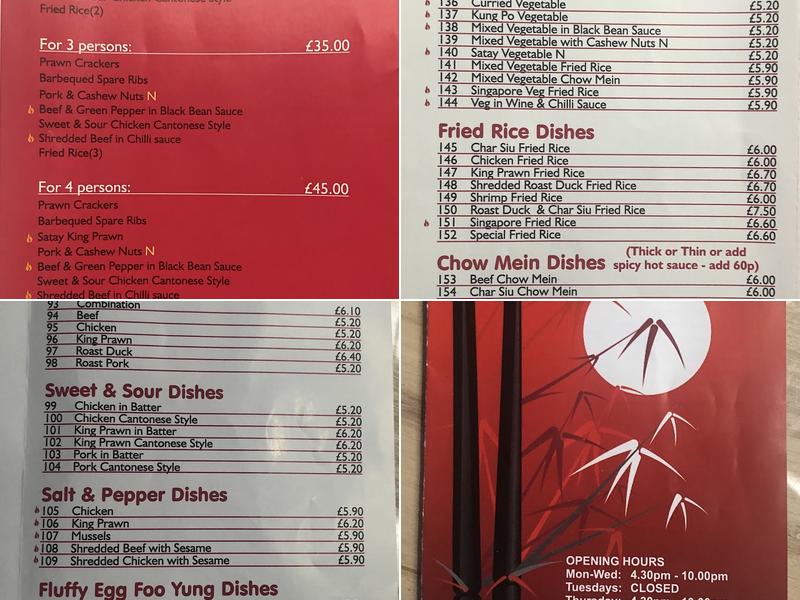 Fried Rice(2)
For 3 persons: £35.00
Prawn Crackers
Barbequed Spare Ribs
Pork & Cashew Nuts N
Beef & Green Pepper in Black Bean Sauce
Sweet & Sour Chicken Cantonese Style
Shredded Beef in Chilli sauce
Fried Rice(3)
For 4 persons: £45.00
Prawn Crackers
Barbequed Spare Ribs
Satay King Prawn
Pork & Cashew Nuts N
Beef & Green Pepper in Black Bean Sauce
Sweet & Sour Chicken Cantonese Style
Shredded Beef in Chilli sauce
136 Curried Vegetable £5.20
137 Kung Po Vegetable £5.20
138 Mixed Vegetable in Black Bean Sauce £5.20
139 Mixed Vegetable with Cashew Nuts N £5.20
140 Satay Vegetable N £5.20
141 Mixed Vegetable Fried Rice £5.90
142 Mixed Vegetable Chow Mein £5.90
143 Singapore Veg Fried Rice £5.90
144 Veg in Wine & Chilli Sauce £5.90
Fried Rice Dishes
145 Char Siu Fried Rice £6.00
146 Chicken Fried Rice £6.00
147 King Prawn Fried Rice £6.70
148 Shredded Roast Duck Fried Rice £6.70
149 Shrimp Fried Rice £6.00
150 Roast Duck & Char Siu Fried Rice £7.50
151 Singapore Fried Rice £6.60
152 Special Fried Rice £6.60
Chow Mein Dishes (Thick or Thin or add
spicy hot sauce - add 60p)
153 Beef Chow Mein £6.00
154 Char Siu Chow Mein £6.00
93 Combination £6.10
94 Beef £5.20
95 Chicken £5.20
96 King Prawn £6.20
97 Roast Duck £6.40
98 Roast Pork £5.20
Sweet & Sour Dishes
99 Chicken in Batter £5.20
100 Chicken Cantonese Style £5.20
101 King Prawn in Batter £6.20
102 King Prawn Cantonese Style £6.20
103 Pork in Batter £5.20
104 Pork Cantonese Style £5.20
Salt & Pepper Dishes
105 Chicken £5.90
106 King Prawn £6.20
107 Mussels £5.90
108 Shredded Beef with Sesame £5.90
109 Shredded Chicken with Sesame £5.90
Fluffy Egg Foo Yung Dishes
OPENING HOURS
Mon-Wed: 4.30pm - 10.00pm
Tuesdays: CLOSED